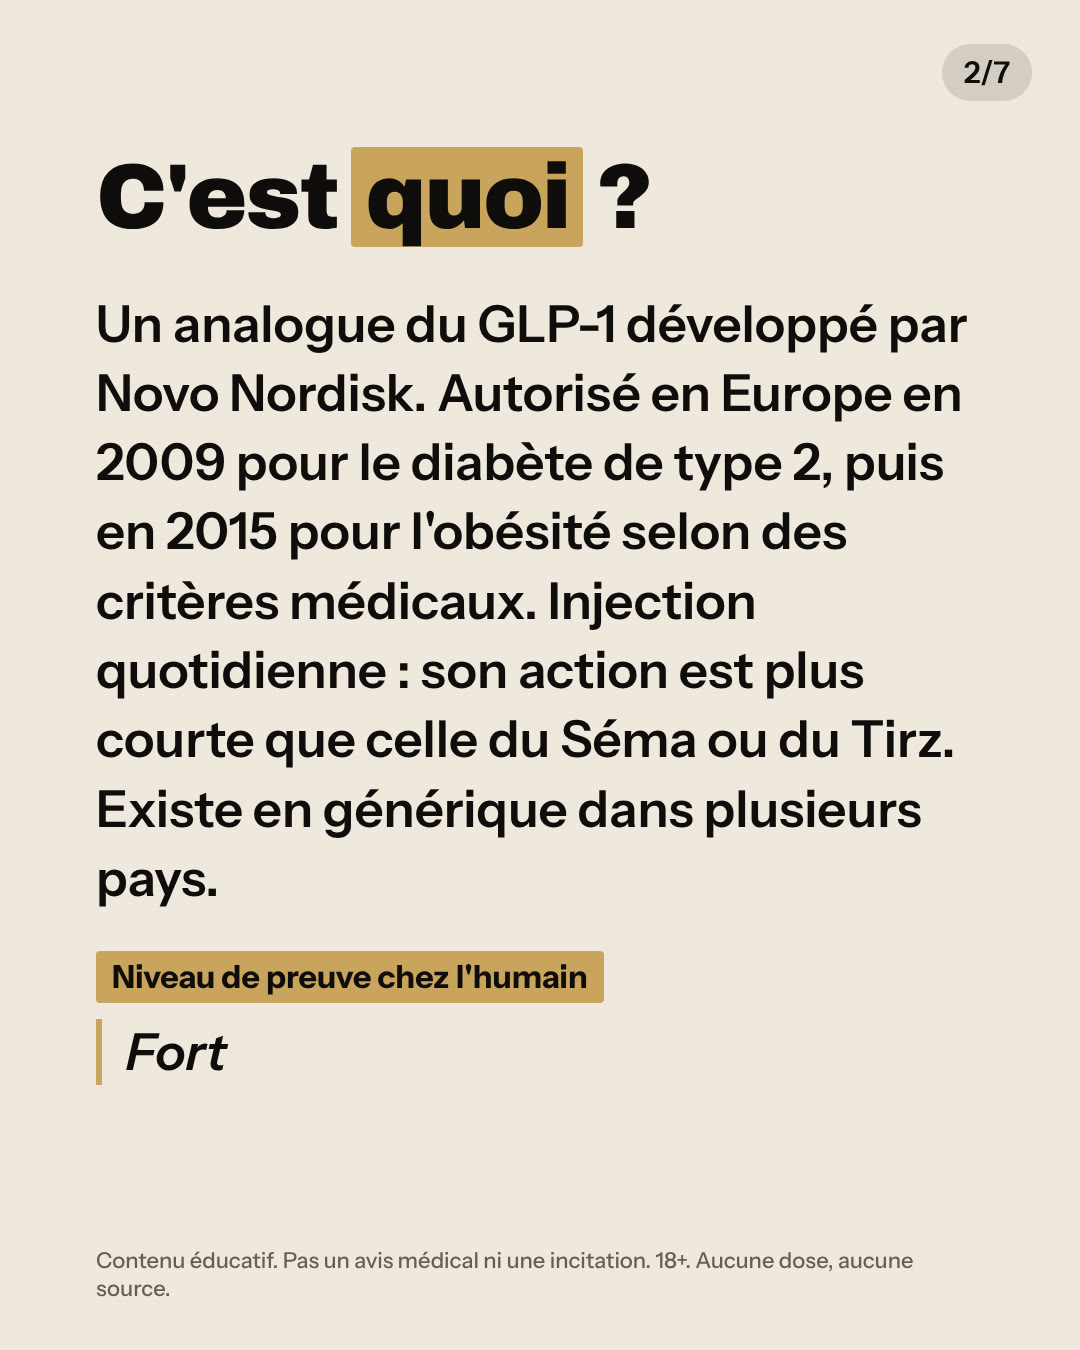 2/7
C'est quoi ?
Un analogue du GLP-1 développé par
Novo Nordisk. Autorisé en Europe en
2009 pour le diabète de type 2, puis
en 2015 pour l'obésité selon des
critères médicaux. Injection
quotidienne : son action est plus
courte que celle du Séma ou du Tirz.
Existe en générique dans plusieurs
pays.
Niveau de preuve chez l'humain
Fort
Contenu éducatif. Pas un avis médical ni une incitation. 18+. Aucune dose, aucune
source.